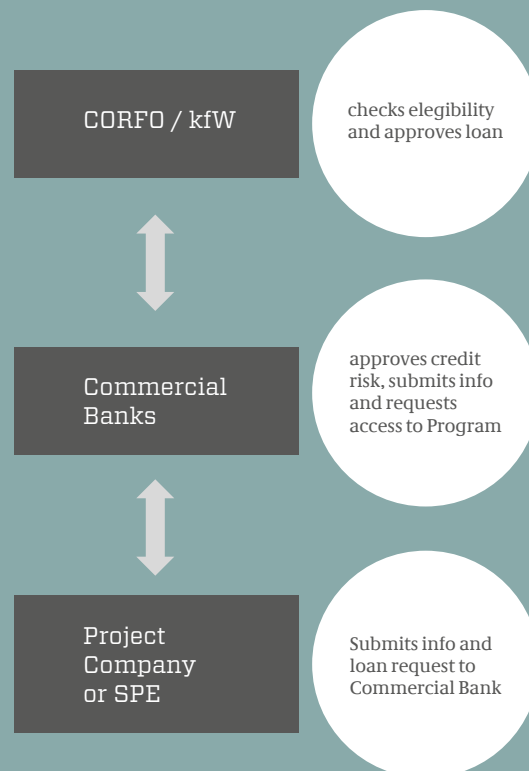 CORFO / kfW
checks elegibility
and approves loan
Commercial
Banks
approves credit
risk, submits info
and requests
access to Program
Project
Company
or SPE
Submits info and
loan request to
Commercial Bank